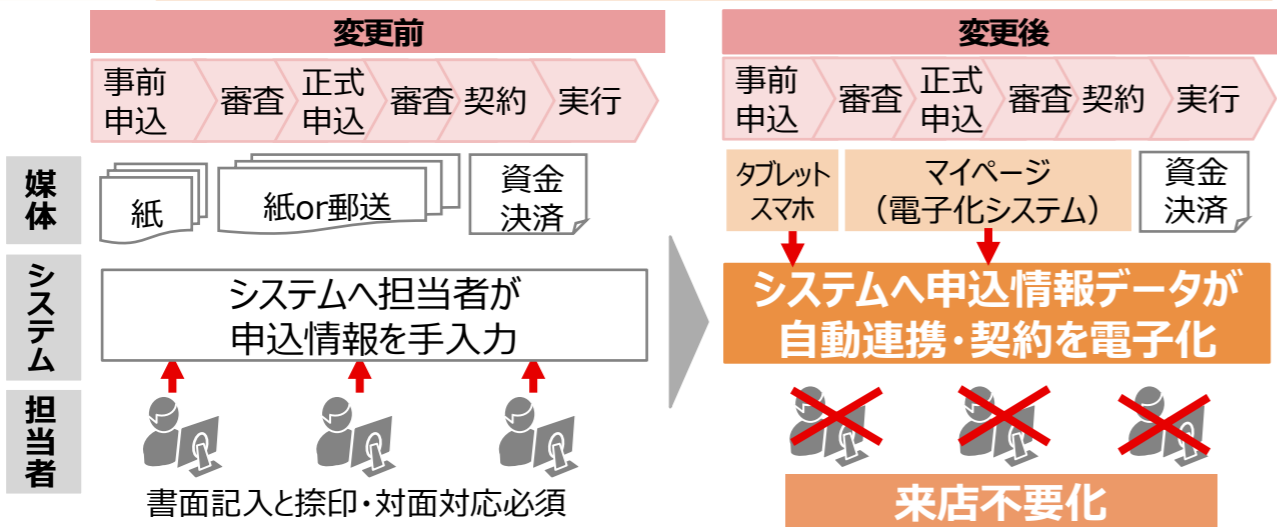 変更前
事前
申込
審査
正式
申込
審査
契約
実行
媒体
紙
紙or郵送
資金
決済
システム
システムへ担当者が
申込情報を手入力
担当者
書面記入と捺印・対面対応必須
変更後
事前
申込
審査
正式
申込
審査
契約
実行
タブレット
スマホ
マイページ
（電子化システム）
資金
決済
システムへ申込情報データが
自動連携・契約を電子化
来店不要化